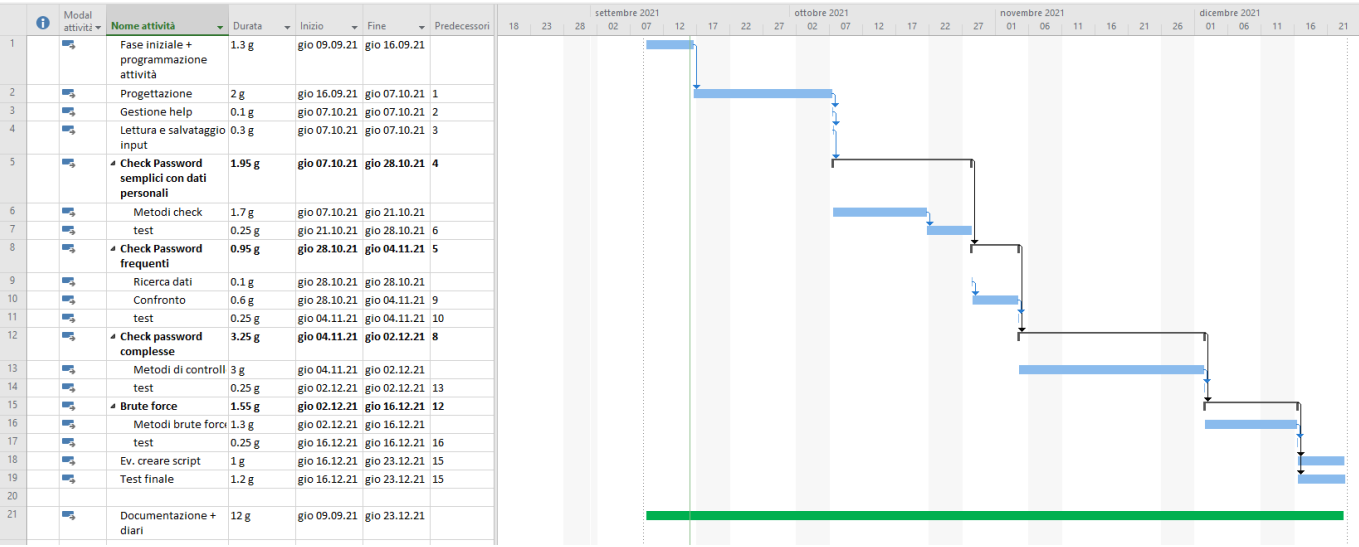 settembre 2021 ottobre 2021 novembre 2021 dicembre 2021
Modal
attività Nome attività Durata Inizio Fine Predecessori 18 23 28 02 07 12 17 22 27 02 07 12 17 22 27 01 06 11 16 21 26 01 06 11 16 21
1 Fase iniziale + 1.3 g gio 09.09.21 gio 16.09.21
programmazione
attività
2 Progettazione 2 g gio 16.09.21 gio 07.10.21 1
3 Gestione help 0.1 g gio 07.10.21 gio 07.10.21 2
4 Lettura e salvataggio 0.3 g gio 07.10.21 gio 07.10.21 3
input
5 Check Password 1.95 g gio 07.10.21 gio 28.10.21 4
semplici con dati
personali
6 Metodi check 1.7 g gio 07.10.21 gio 21.10.21
7 test 0.25 g gio 21.10.21 gio 28.10.21 6
8 Check Password 0.95 g gio 28.10.21 gio 04.11.21 5
frequenti
9 Ricerca dati 0.1 g gio 28.10.21 gio 28.10.21
10 Confronto 0.6 g gio 28.10.21 gio 04.11.21 9
11 test 0.25 g gio 04.11.21 gio 04.11.21 10
12 Check password 3.25 g gio 04.11.21 gio 02.12.21 8
complesse
13 Metodi di controll 3 g gio 04.11.21 gio 02.12.21
14 test 0.25 g gio 02.12.21 gio 02.12.21 13
15 Brute force 1.55 g gio 02.12.21 gio 16.12.21 12
16 Metodi brute force 1.3 g gio 02.12.21 gio 16.12.21
17 test 0.25 g gio 16.12.21 gio 16.12.21 16
18 Ev. creare script 1 g gio 16.12.21 gio 23.12.21 15
19 Test finale 1.2 g gio 16.12.21 gio 23.12.21 15
20
21 Documentazione + 12 g gio 09.09.21 gio 23.12.21
diari